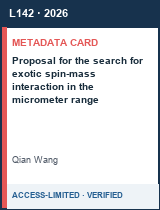 L142 · 2026
METADATA CARD
Proposal for the search for
exotic spin-mass
interaction in the
micrometer range
Qian Wang
ACCESS-LIMITED · VERIFIED